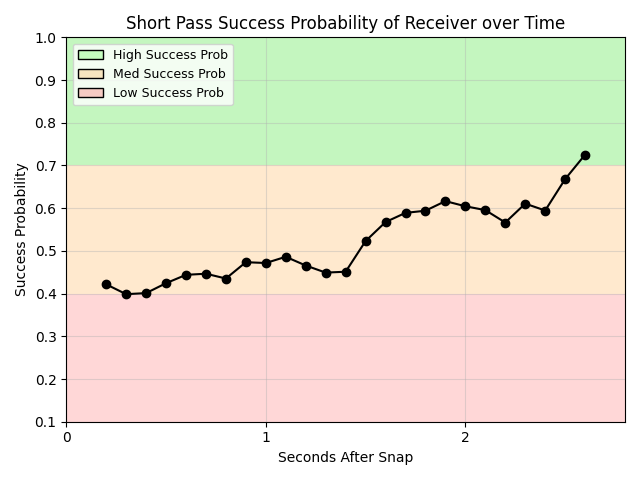 Short Pass Success Probability of Receiver over Time
High Success Prob
Med Success Prob
Low Success Prob
Success Probability
1.0
0.9
0.8
0.7
0.6
0.5
0.4
0.3
0.2
0.1
0 1 2
Seconds After Snap